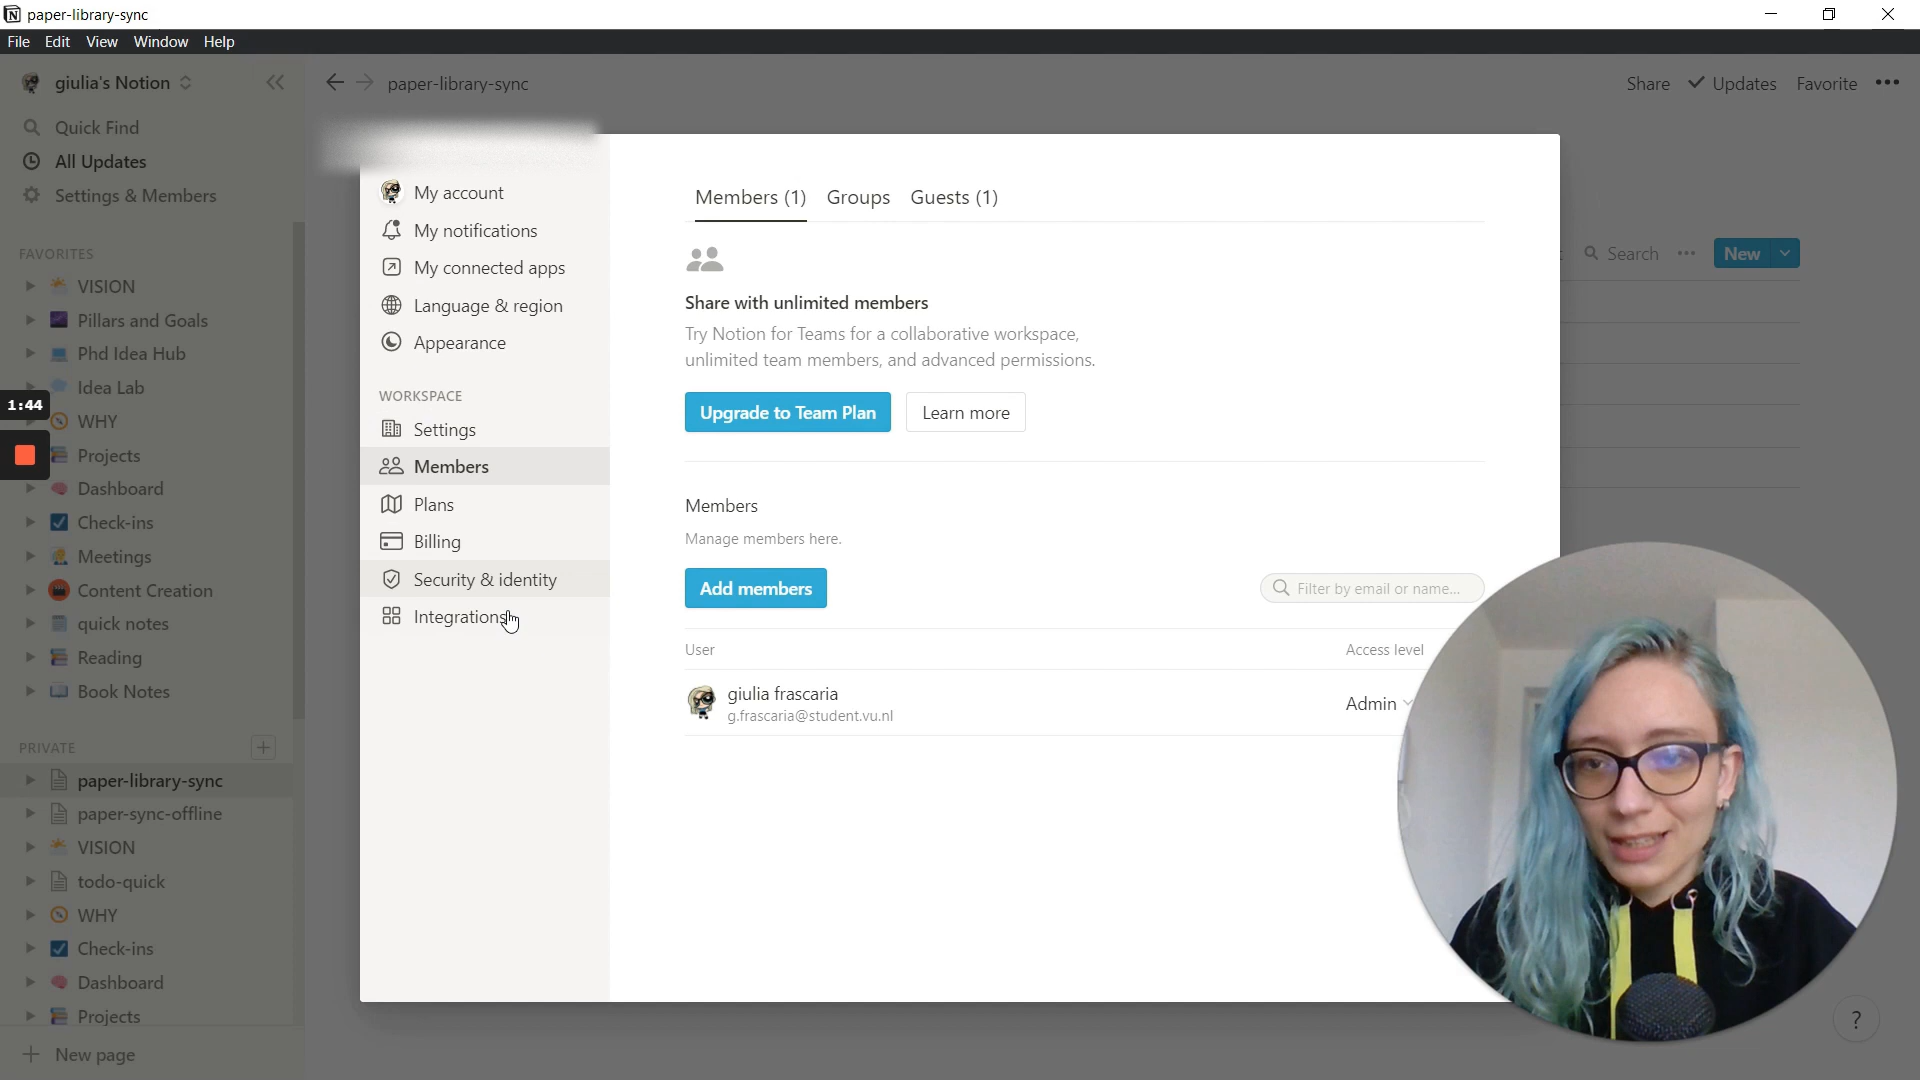 paper-library-sync
File Edit View Window Help
giulia's Notion
paper-library-sync
Share ✓ Updates Favorite •••
Quick Find
All Updates
Settings & Members
FAVORITES
VISION
Pillars and Goals
Phd Idea Hub
Idea Lab
1:44
WHY
Projects
Dashboard
Check-ins
Meetings
Content Creation
quick notes
Reading
Book Notes
PRIVATE
paper-library-sync
paper-sync-offline
VISION
todo-quick
WHY
Check-ins
Dashboard
Projects
+ New page
My account
My notifications
My connected apps
Language & region
Appearance
WORKSPACE
Settings
Members
Plans
Billing
Security & identity
Integrations
Members (1) Groups Guests (1)
Share with unlimited members
Try Notion for Teams for a collaborative workspace,
unlimited team members, and advanced permissions.
Upgrade to Team Plan Learn more
Members
Manage members here.
Add members Filter by email or name...
User Access level
giulia frascaria
g.frascaria@student.vu.nl
Admin
Search ••• New
?